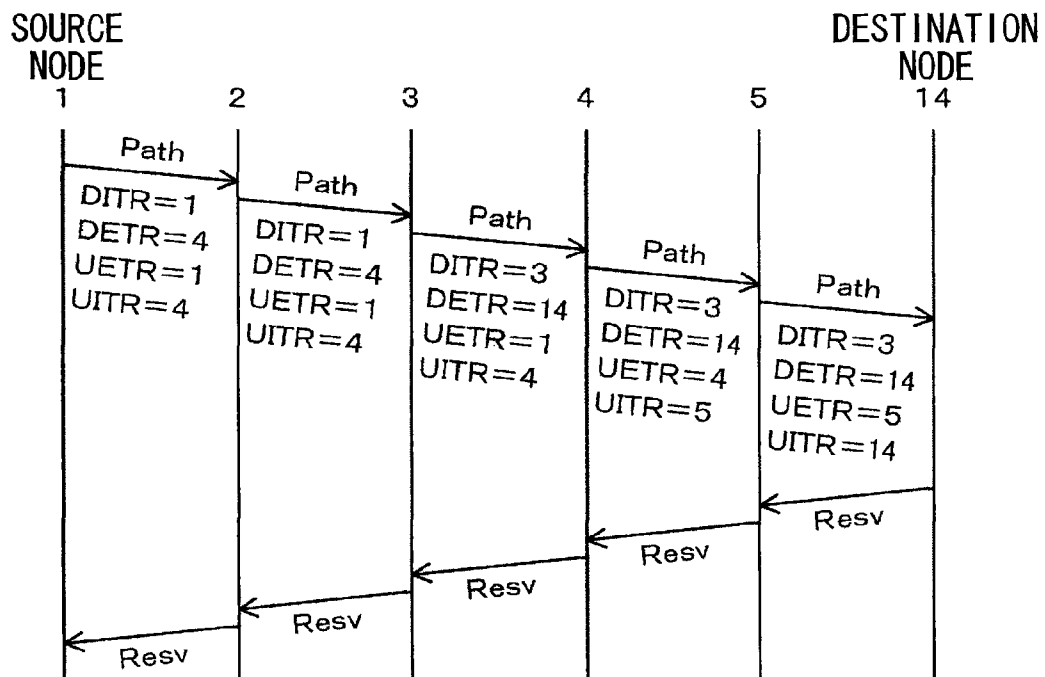 SOURCE
NODE
DESTINATION
NODE
1
2
3
4
5
14
Path
DITR=1
DETR=4
UETR=1
UITR=4
Path
DITR=1
DETR=4
UETR=1
UITR=4
Path
DITR=3
DETR=14
UETR=1
UITR=4
Path
DITR=3
DETR=14
UETR=4
UITR=5
Path
DITR=3
DETR=14
UETR=5
UITR=14
Resv
Resv
Resv
Resv
Resv